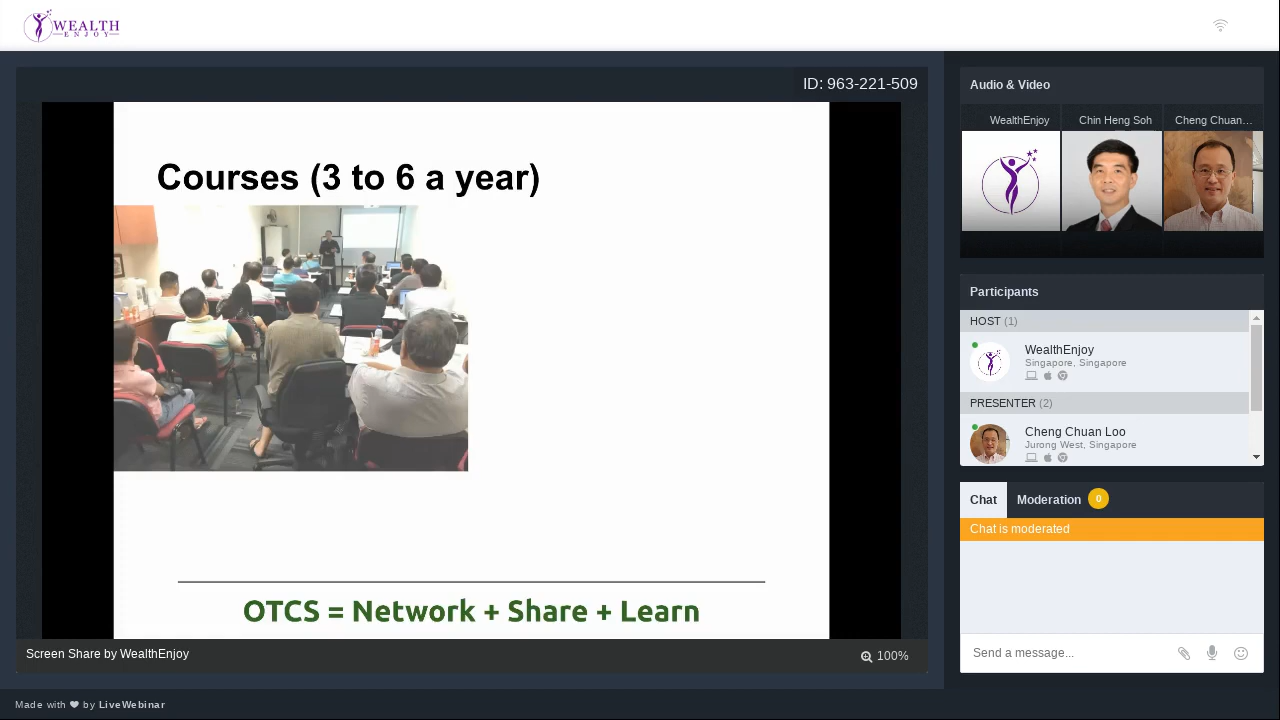 WEALTH
ENJOY
ID: 963-221-509
Courses (3 to 6 a year)
OTCS = Network + Share + Learn
Screen Share by WealthEnjoy
100%
Audio & Video
WealthEnjoy
Chin Heng Soh
Cheng Chuan...
Participants
HOST (1)
WealthEnjoy
Singapore, Singapore
PRESENTER (2)
Cheng Chuan Loo
Jurong West, Singapore
Chat
Moderation 0
Chat is moderated
Send a message...
Made with by LiveWebinar